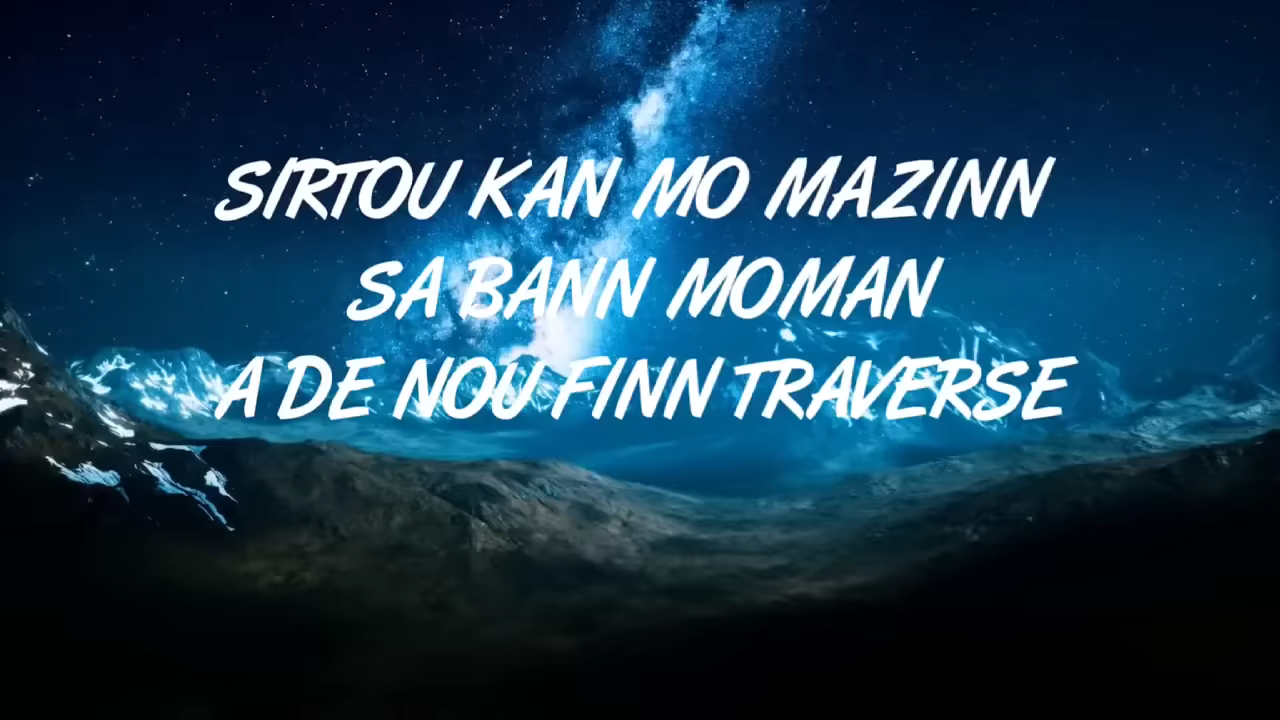 SIRTOU KAN MO MAZINN
SA BANN MOMAN
A DE NOU FINN TRAVERSE